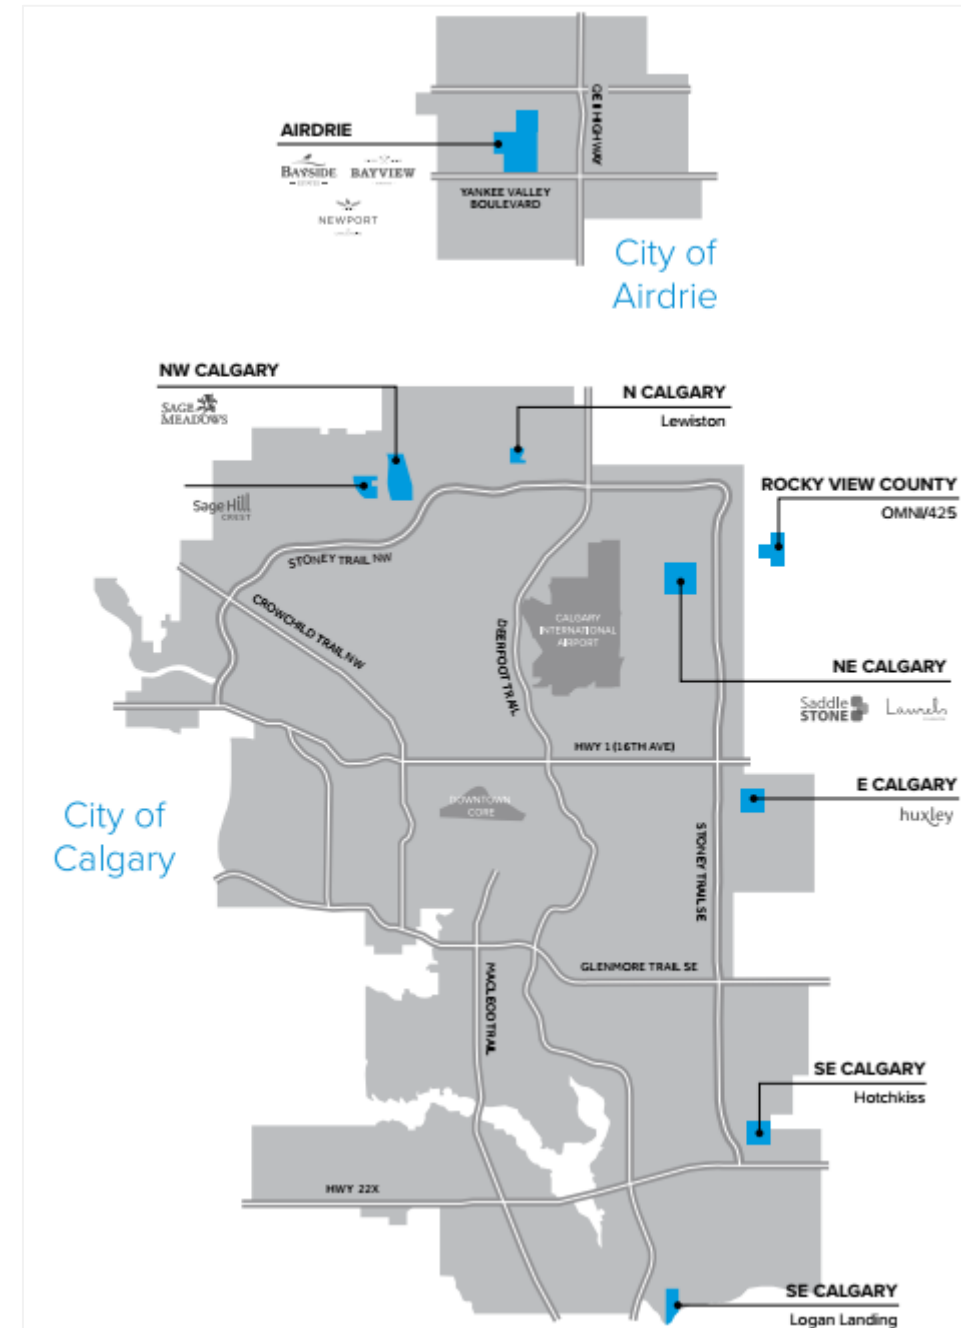 QE II HIGHWAY
AIRDRIE
BAYSIDE
BAYVIEW
NEWPORT
YANKEE VALLEY
BOULEVARD
City of
Airdrie
NW CALGARY
SAGE
MEADOWS
N CALGARY
Lewiston
Sage Hill
CREST
ROCKY VIEW COUNTY
OMNI/425
STONEY TRAIL NW
CROWCHILD TRAIL NW
DEERFOOT TRAIL
CALGARY
INTERNATIONAL
AIRPORT
NE CALGARY
Saddle
STONE
Laurels
HWY 1 (16TH AVE)
E CALGARY
huxley
DOWNTOWN
CORE
City of
Calgary
STONEY TRAIL SE
GLENMORE TRAIL SE
MACLEOD TRAIL
SE CALGARY
Hotchkiss
HWY 22X
SE CALGARY
Logan Landing